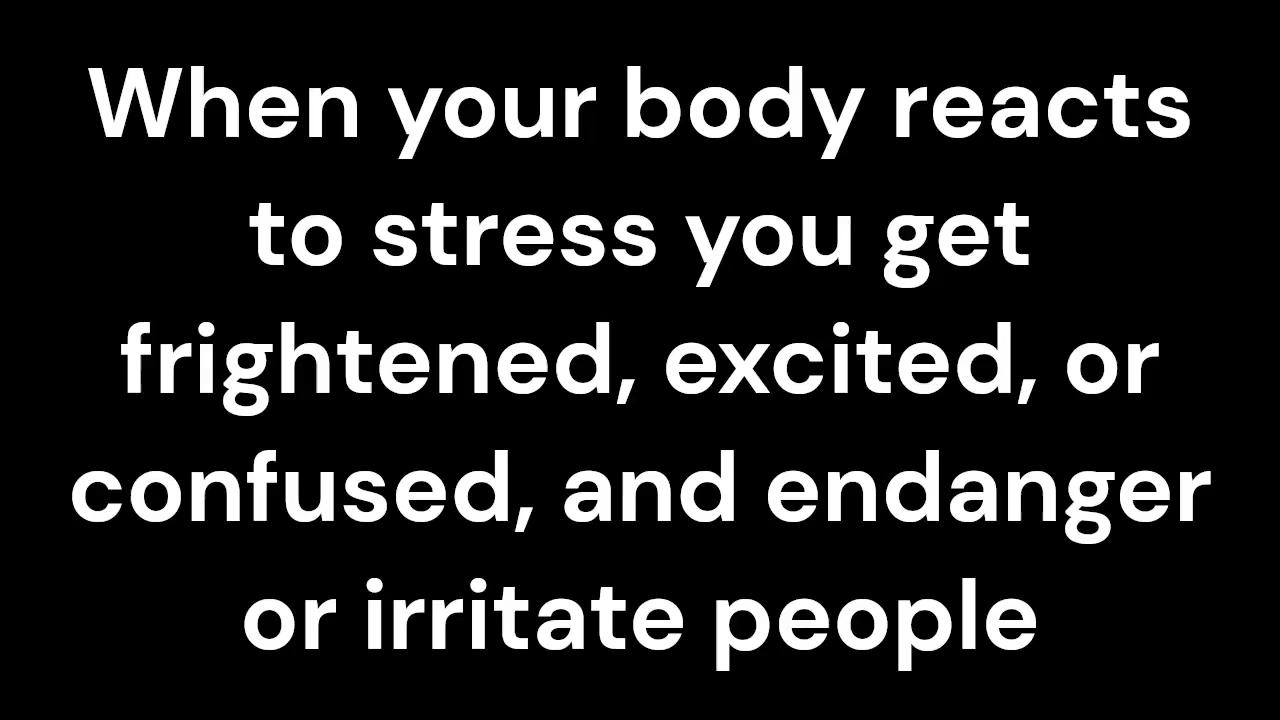 When your body reacts
to stress you get
frightened, excited, or
confused, and endanger
or irritate people